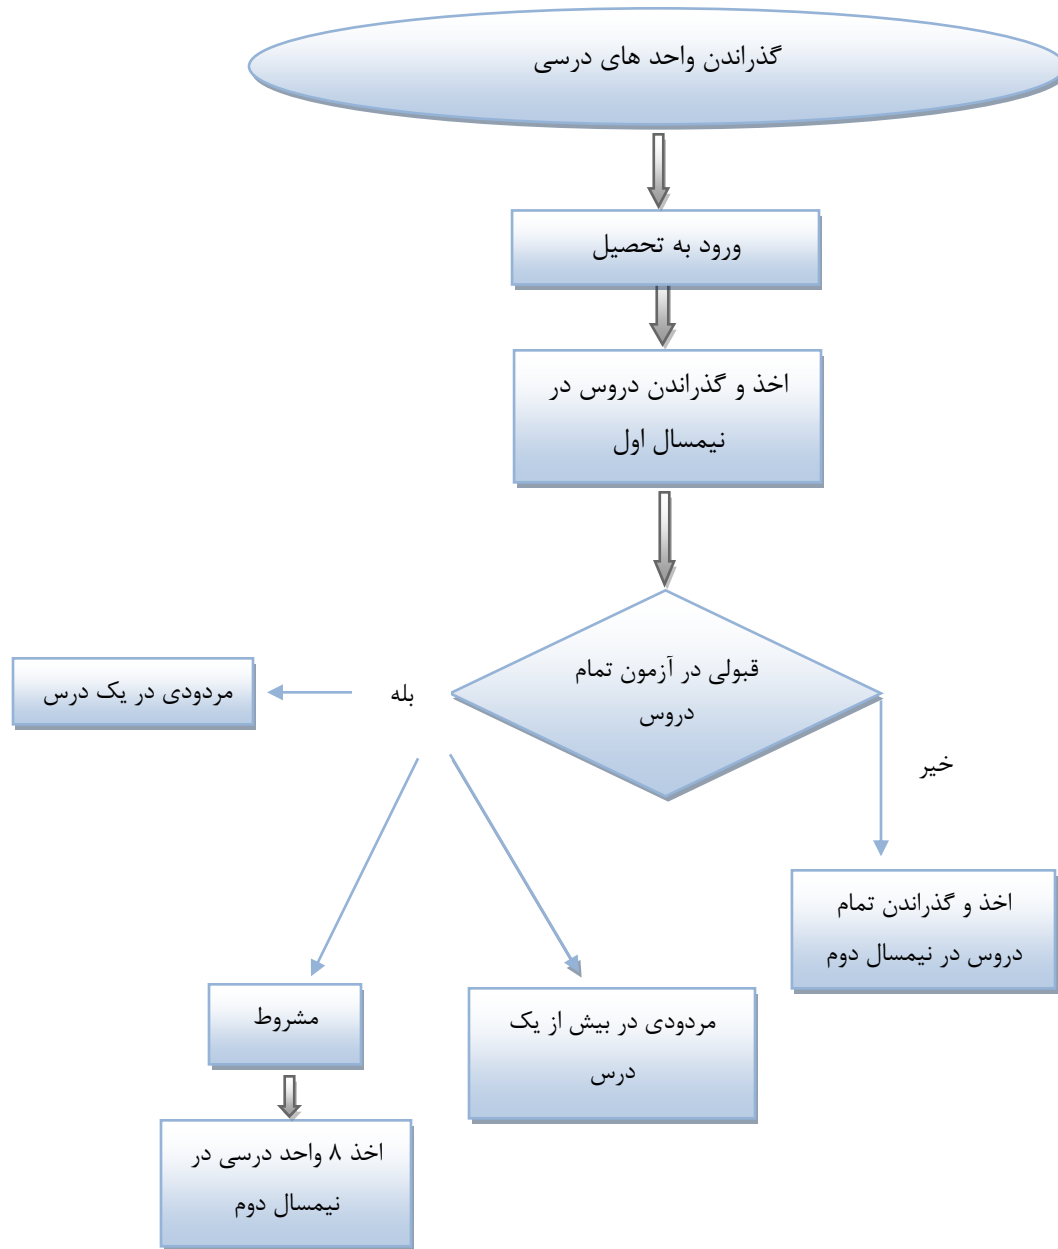 گذراندن واحد های درسی
ورود به تحصیل
اخذ و گذراندن دروس در
نیمسال اول
قبولی در آزمون تمام
دروس
بله
مردودی در یک درس
خیر
اخذ و گذراندن تمام
دروس در نیمسال دوم
مردودی در بیش از یک
درس
مشروط
اخذ ۸ واحد درسی در
نیمسال دوم